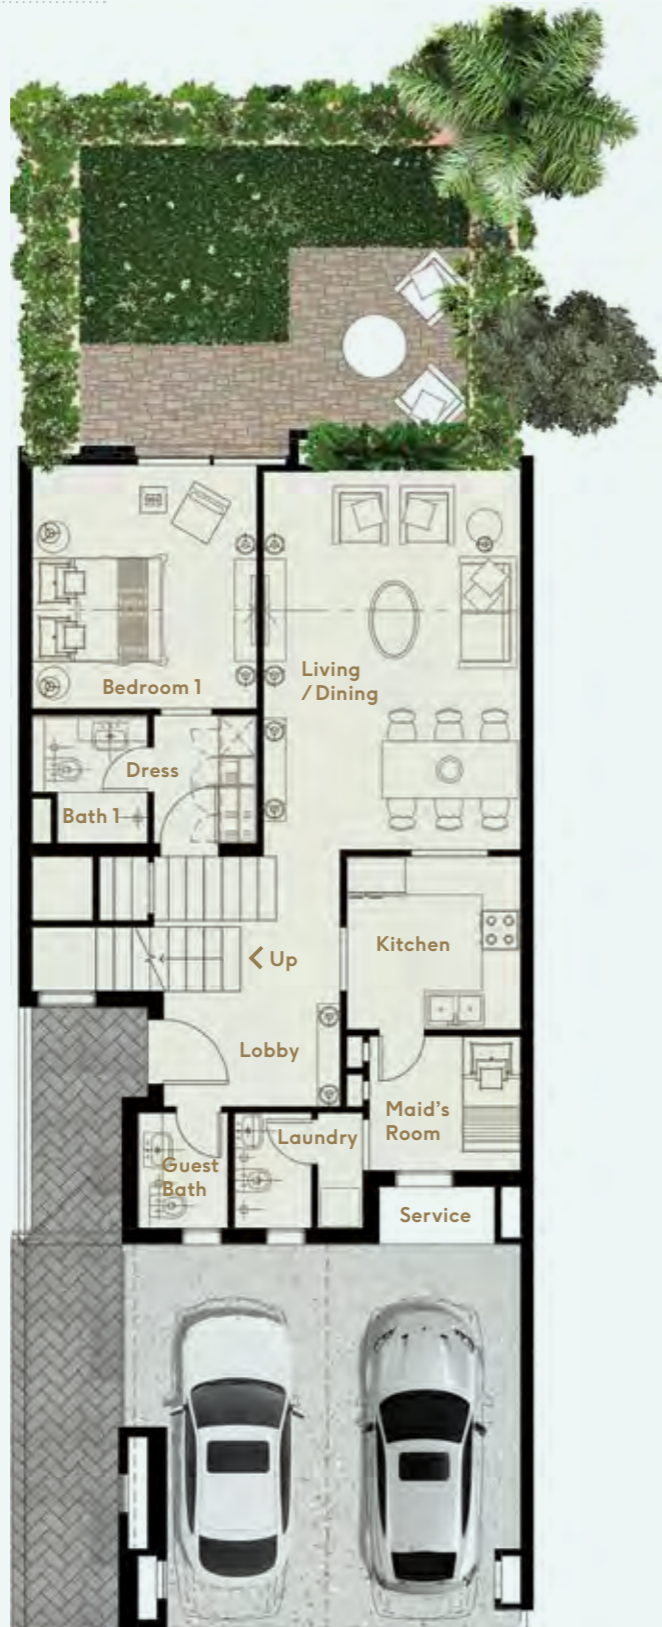 Bedroom 1
Living
/ Dining
Dress
Bath 1
Kitchen
Up
Lobby
Maid's
Room
Laundry
Guest
Bath
Service